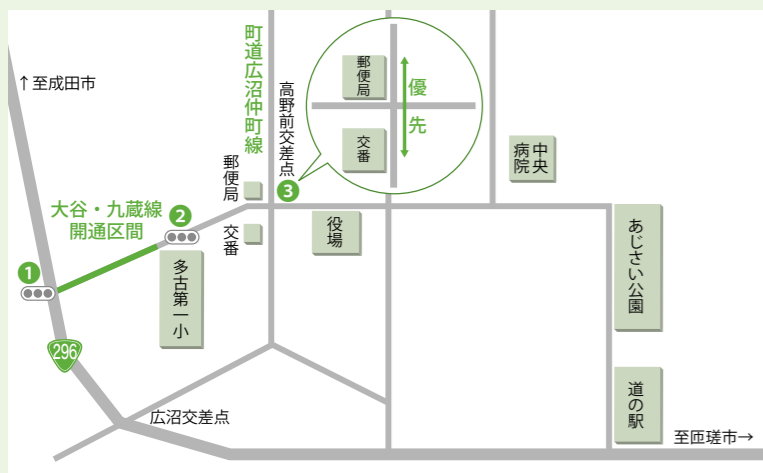 ↑至成田市
町道広沼仲町線
高野前交差点
郵便局
優先
交番
中央
病院
郵便局
3
大谷・九蔵線
開通区間
2
役場
交番
あじさい公園
1
多古第一小
296
広沼交差点
道の駅
至匝瑳市→